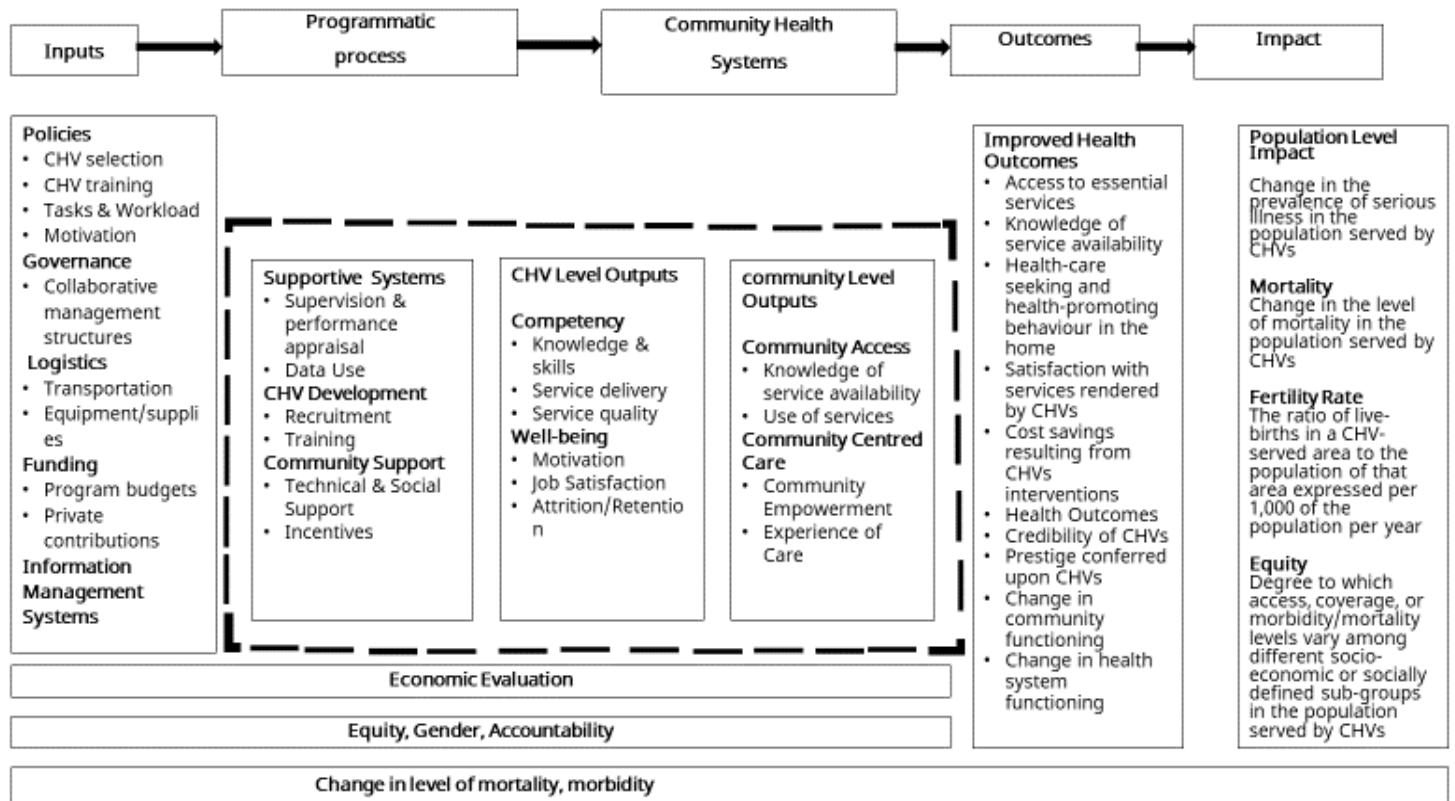 Inputs
Programmatic
process
Community Health
Systems
Outcomes
Impact
Policies
• CHV selection
• CHV training
• Tasks & Workload
• Motivation
Governance
• Collaborative
management
structures
Logistics
• Transportation
• Equipment/suppli
es
Funding
• Program budgets
• Private
contributions
Information
Management
Systems
Supportive Systems
• Supervision &
performance
appraisal
• Data Use
CHV Development
• Recruitment
• Training
Community Support
• Technical & Social
Support
• Incentives
CHV Level Outputs
Competency
• Knowledge &
skills
• Service delivery
• Service quality
Well-being
• Motivation
• Job Satisfaction
• Attrition/Retentio
n
community Level
Outputs
Community Access
• Knowledge of
service availability
• Use of services
Community Centred
Care
• Community
Empowerment
• Experience of
Care
Improved Health
Outcomes
• Access to essential
services
• Knowledge of
service availability
• Health-care
seeking and
health-promoting
behaviour in the
home
• Satisfaction with
services rendered
by CHVs
• Cost savings
resulting from
CHVs
interventions
• Health Outcomes
• Credibility of CHVs
• Prestige conferred
upon CHVs
• Change in
community
functioning
• Change in health
system
functioning
Population Level
Impact
Change in the
prevalence of serious
illness in the
population served by
CHVs
Mortality
Change in the level
of mortality in the
population served by
CHVs
Fertility Rate
The ratio of live-
births in a CHV-
served area to the
population of that
area expressed per
1,000 of the
population per year
Equity
Degree to which
access, coverage, or
morbidity/mortality
levels vary among
different socio-
economic or socially
defined sub-groups
in the population
served by CHVs
Economic Evaluation
Equity, Gender, Accountability
Change in level of mortality, morbidity